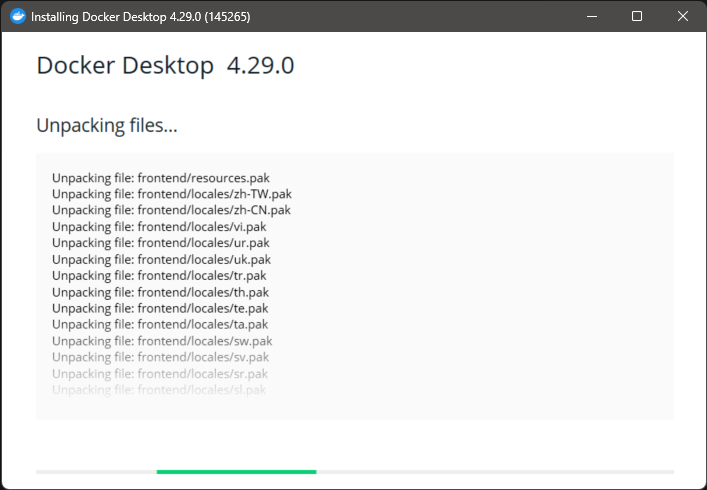 Installing Docker Desktop 4.29.0 (145265)
Docker Desktop 4.29.0
Unpacking files...
Unpacking file: frontend/resources.pak
Unpacking file: frontend/locales/zh-TW.pak
Unpacking file: frontend/locales/zh-CN.pak
Unpacking file: frontend/locales/vi.pak
Unpacking file: frontend/locales/ur.pak
Unpacking file: frontend/locales/uk.pak
Unpacking file: frontend/locales/tr.pak
Unpacking file: frontend/locales/th.pak
Unpacking file: frontend/locales/te.pak
Unpacking file: frontend/locales/ta.pak
Unpacking file: frontend/locales/sw.pak
Unpacking file: frontend/locales/sv.pak
Unpacking file: frontend/locales/sr.pak
Unpacking file: frontend/locales/sl.pak